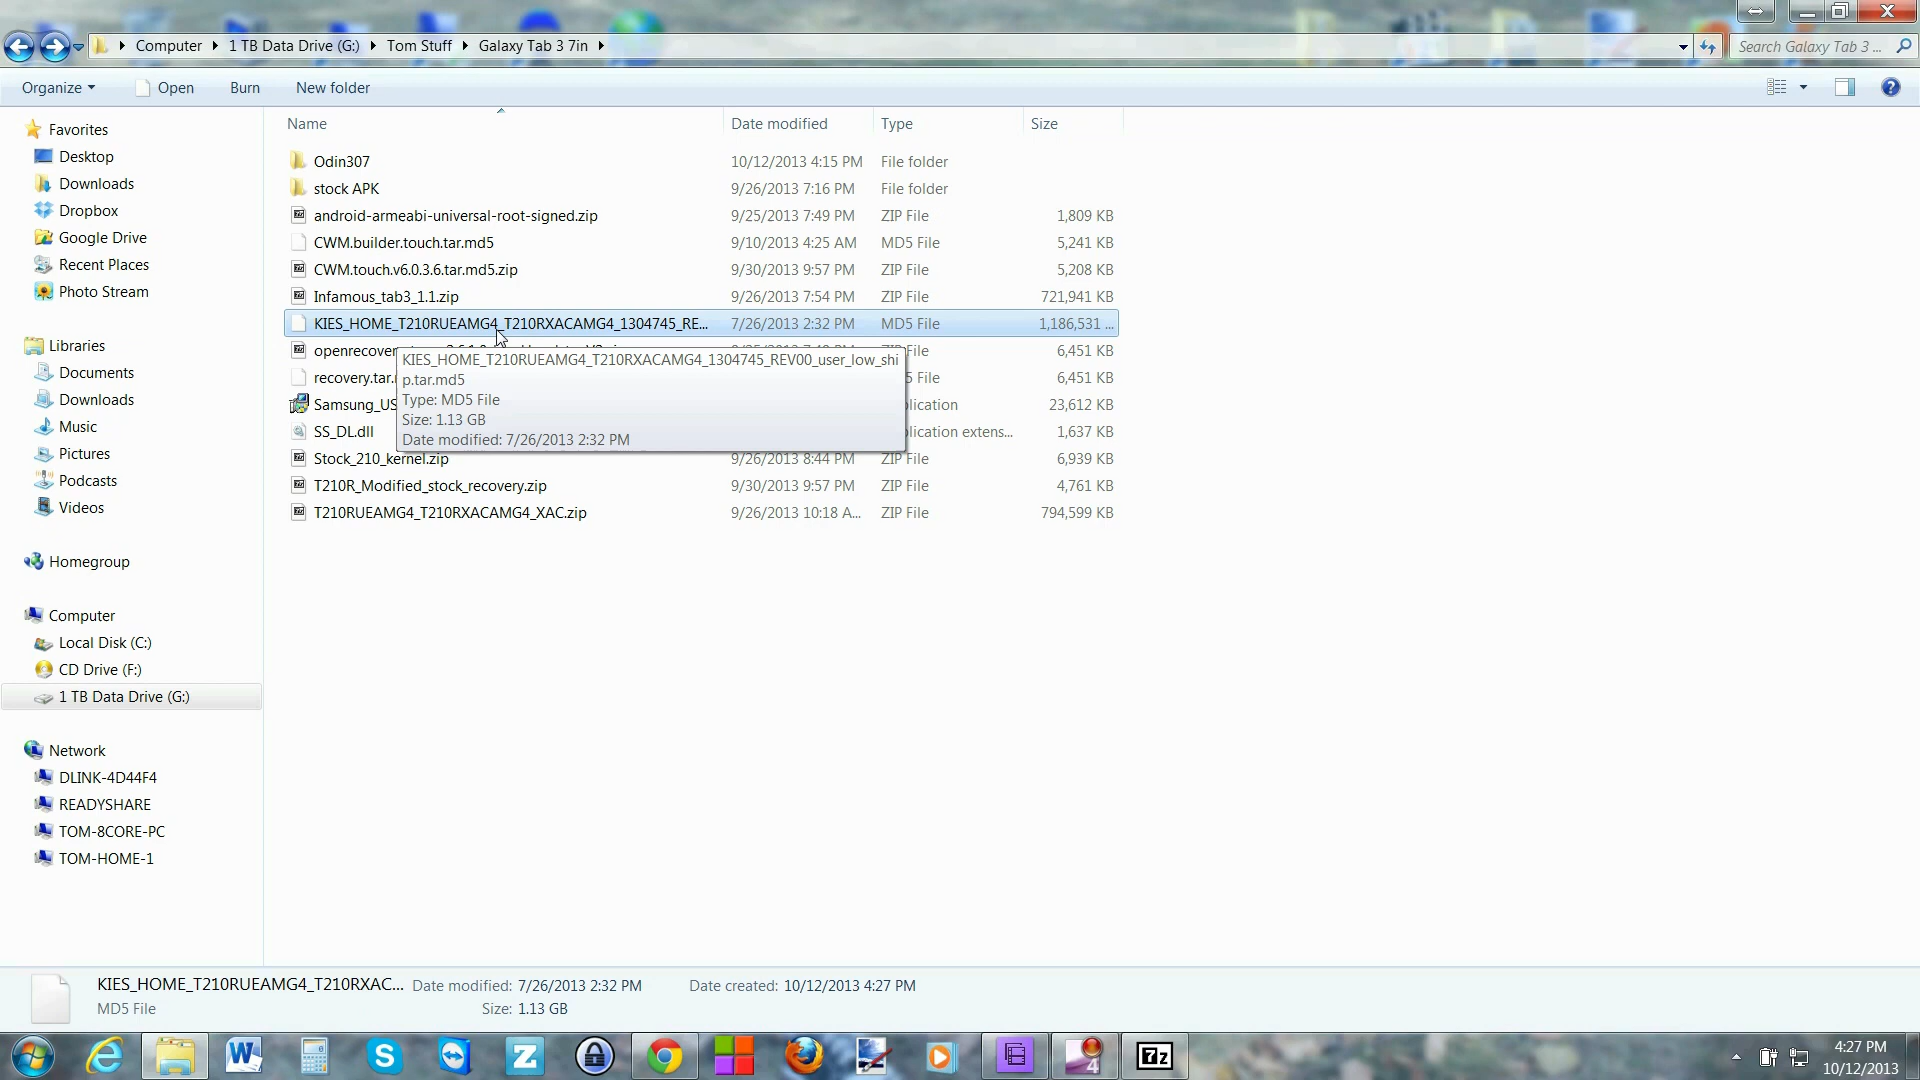 Computer 1 TB Data Drive (G:) Tom Stuff Galaxy Tab 3 7in
Search Galaxy Tab 3 ...
Organize Open Burn New folder
Name Date modified Type Size
Favorites
Desktop
Downloads
Dropbox
Google Drive
Recent Places
Photo Stream
Libraries
Documents
Downloads
Music
Pictures
Podcasts
Videos
Homegroup
Computer
Local Disk (C:)
CD Drive (F:)
1 TB Data Drive (G:)
Network
DLINK-4D44F4
READYSHARE
TOM-8CORE-PC
TOM-HOME-1
Odin307 10/12/2013 4:15 PM File folder
stock APK 9/26/2013 7:16 PM File folder
android-armeabi-universal-root-signed.zip 9/25/2013 7:49 PM ZIP File 1,809 KB
CWM.builder.touch.tar.md5 9/10/2013 4:25 AM MD5 File 5,241 KB
CWM.touch.v6.0.3.6.tar.md5.zip 9/30/2013 9:57 PM ZIP File 5,208 KB
Infamous_tab3_1.1.zip 9/26/2013 7:54 PM ZIP File 721,941 KB
KIES_HOME_T210RUEAMG4_T210RXACAMG4_1304745_RE... 7/26/2013 2:32 PM MD5 File 1,186,531 ...
ZIP File 6,451 KB
recovery.tar. File 6,451 KB
Samsung_US plication 23,612 KB
SS_DL.dll plication extens... 1,637 KB
Stock_210_kernel.zip 9/26/2013 8:44 PM ZIP File 6,939 KB
T210R_Modified_stock_recovery.zip 9/30/2013 9:57 PM ZIP File 4,761 KB
T210RUEAMG4_T210RXACAMG4_XAC.zip 9/26/2013 10:18 A... ZIP File 794,599 KB
KIES_HOME_T210RUEAMG4_T210RXACAMG4_1304745_REV00_user_low_shi
p.tar.md5
Type: MD5 File
Size: 1.13 GB
Date modified: 7/26/2013 2:32 PM
KIES_HOME_T210RUEAMG4_T210RXAC... Date modified: 7/26/2013 2:32 PM Date created: 10/12/2013 4:27 PM
MD5 File Size: 1.13 GB
4:27 PM
10/12/2013